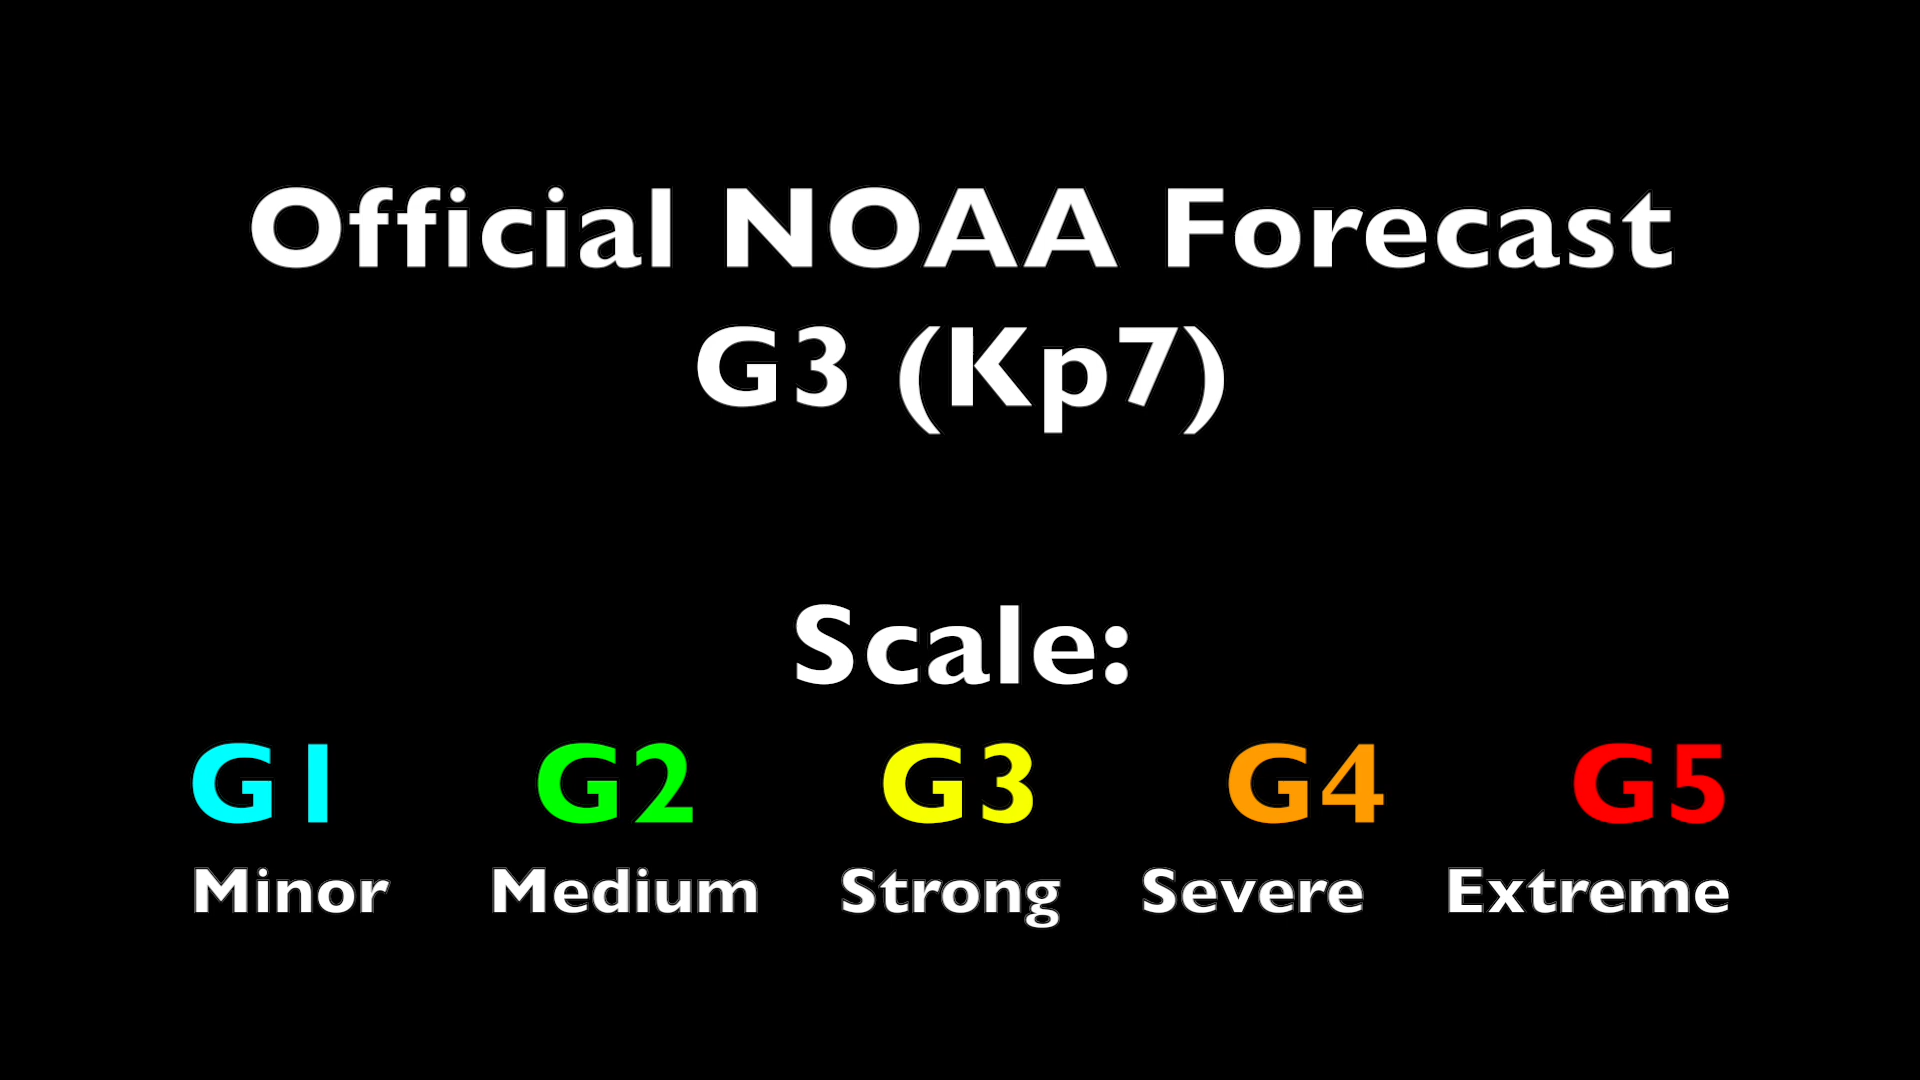 Official NOAA Forecast
G3 (Kp7)
Scale:
G1 G2 G3 G4 G5
Minor Medium Strong Severe Extreme